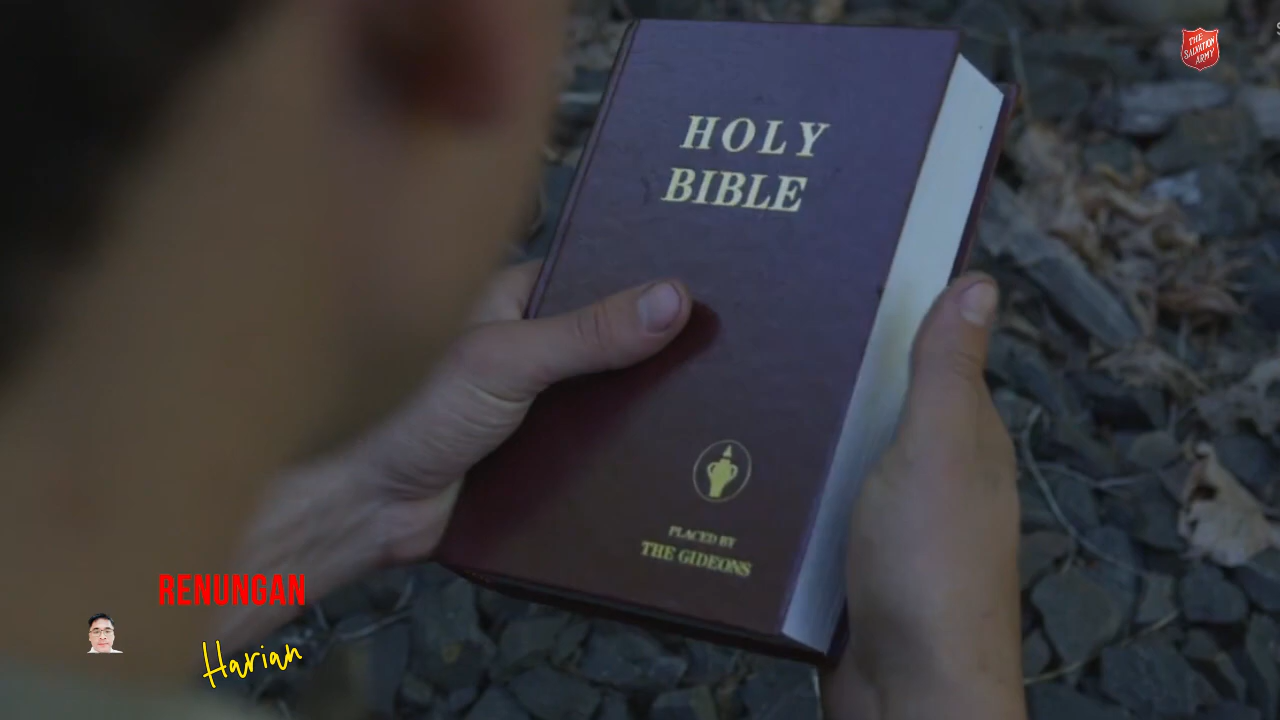 THE
SALVATION
ARMY
S
HOLY
BIBLE
PLACED BY
THE GIDEONS
RENUNGAN
Harian